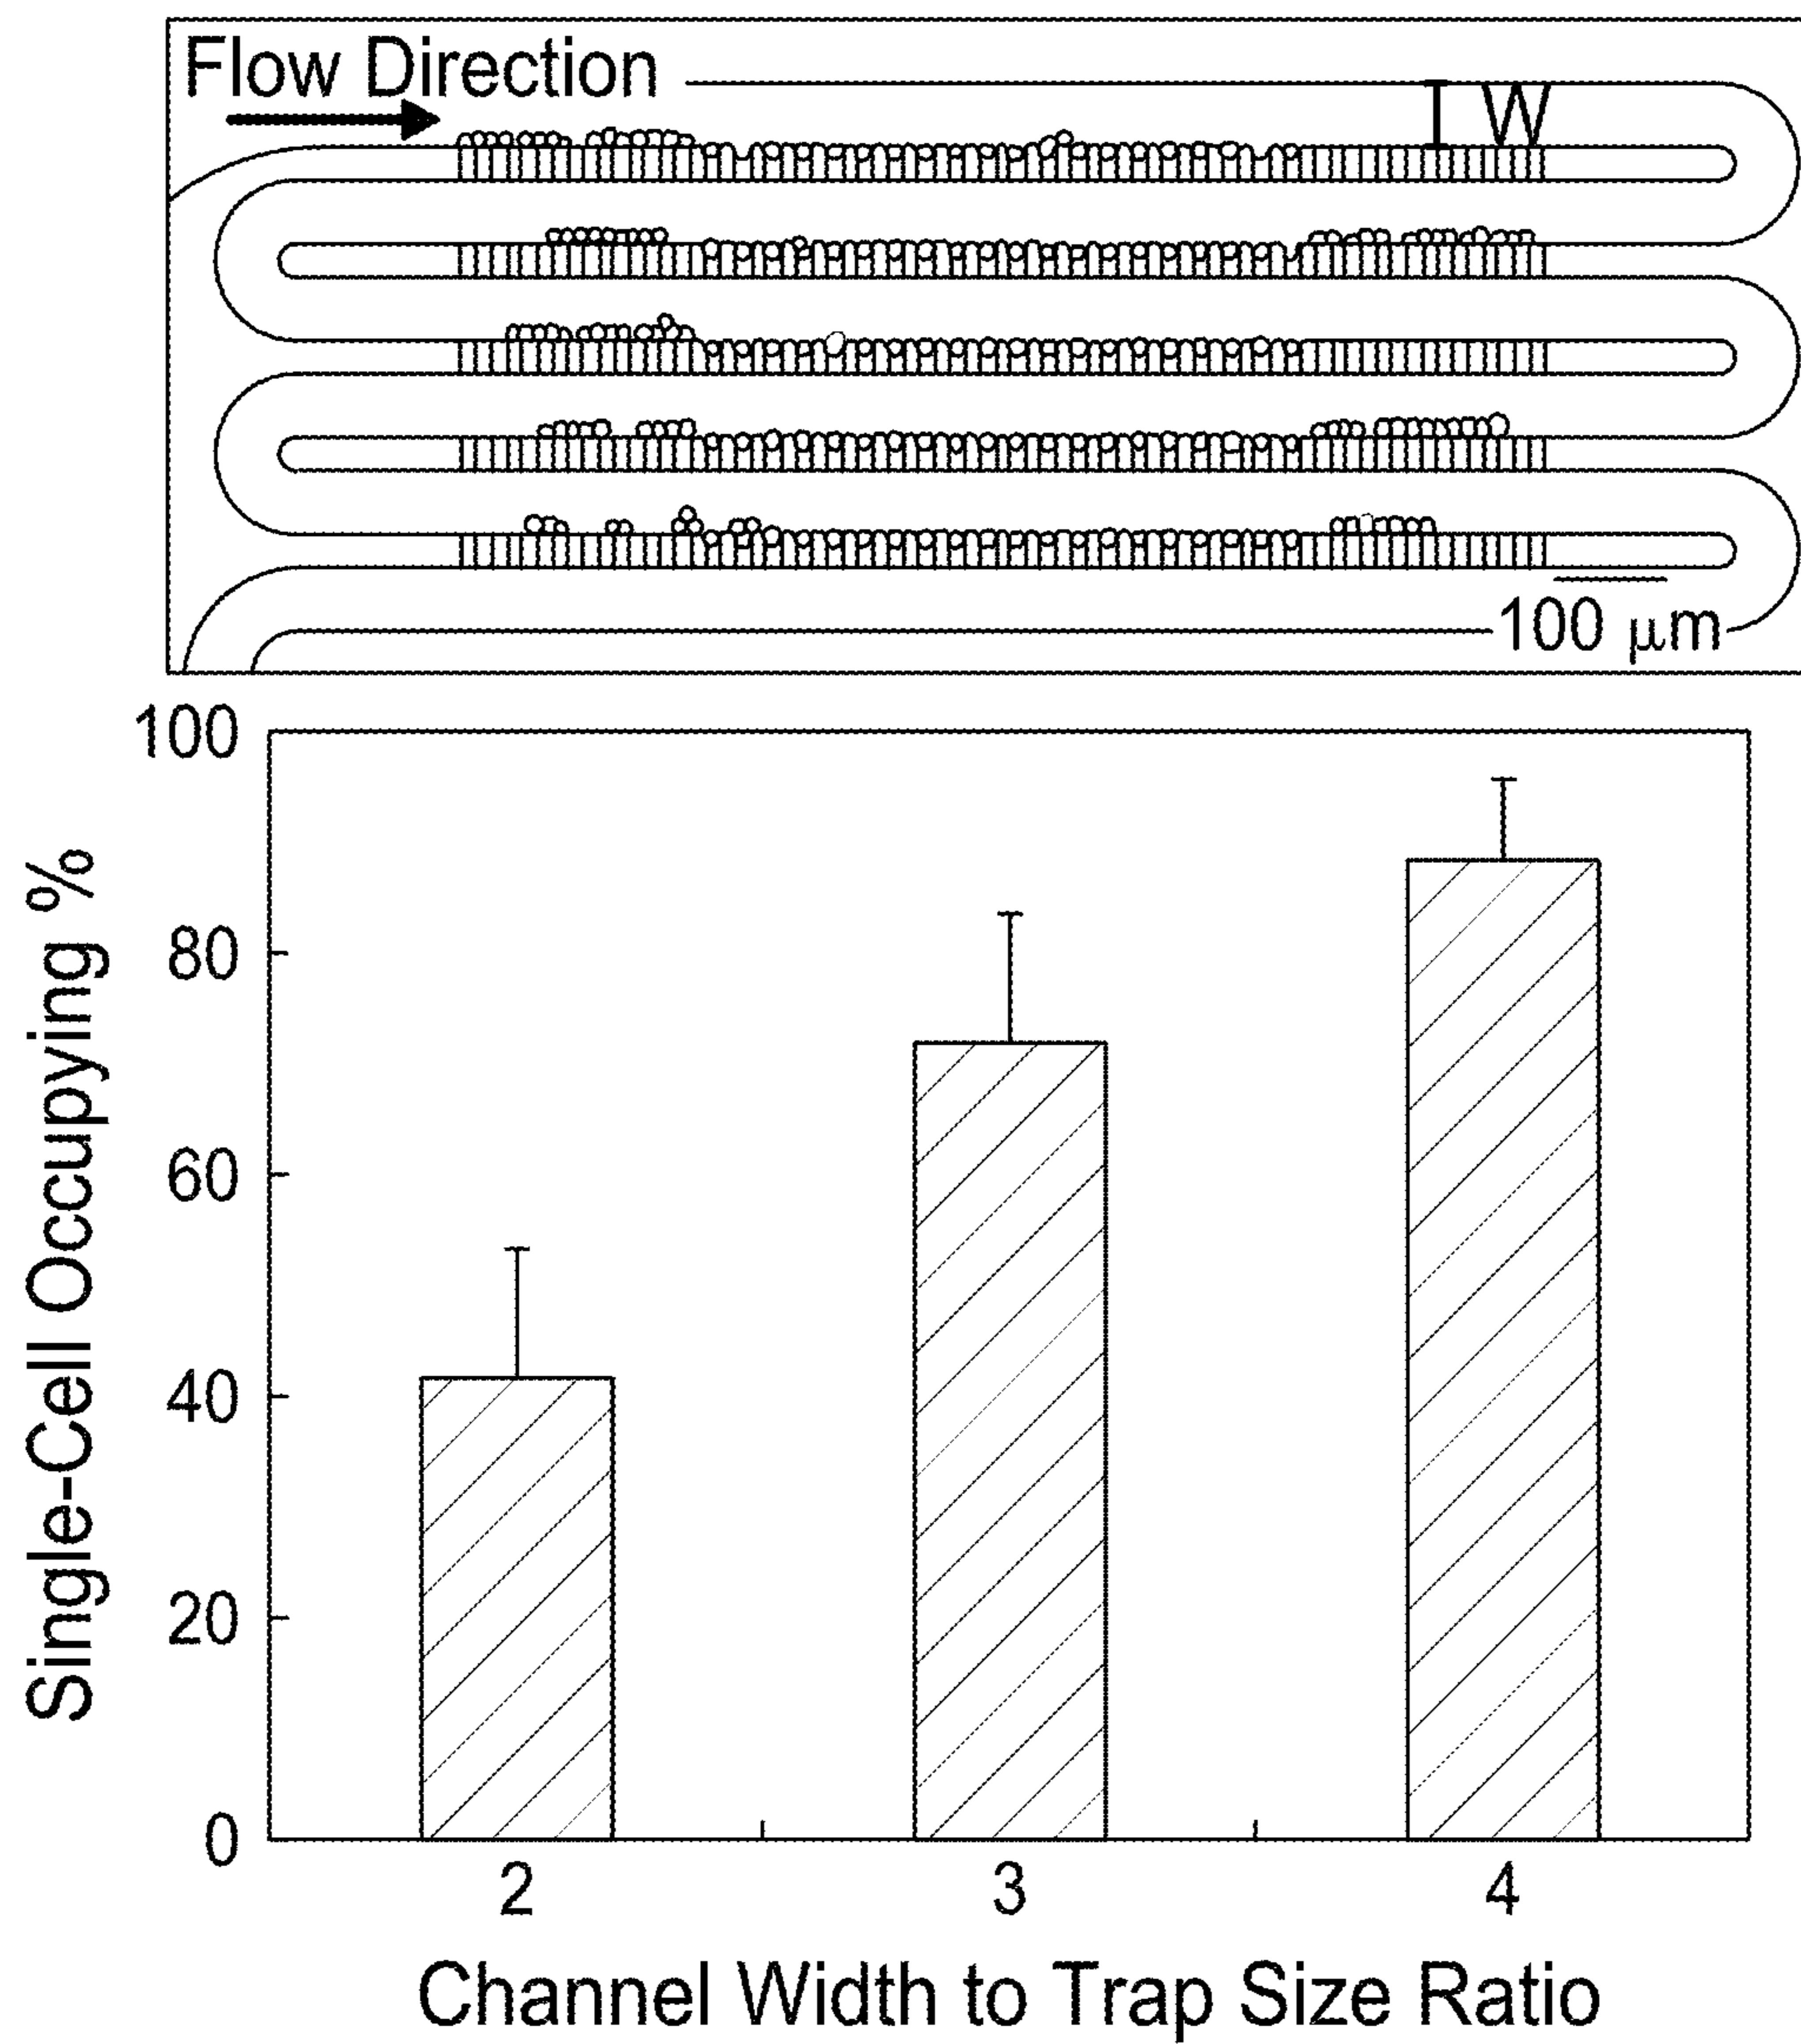 Flow Direction
W
100 μm
100
80
60
40
20
0
Single-Cell Occupying %
2 3 4
Channel Width to Trap Size Ratio